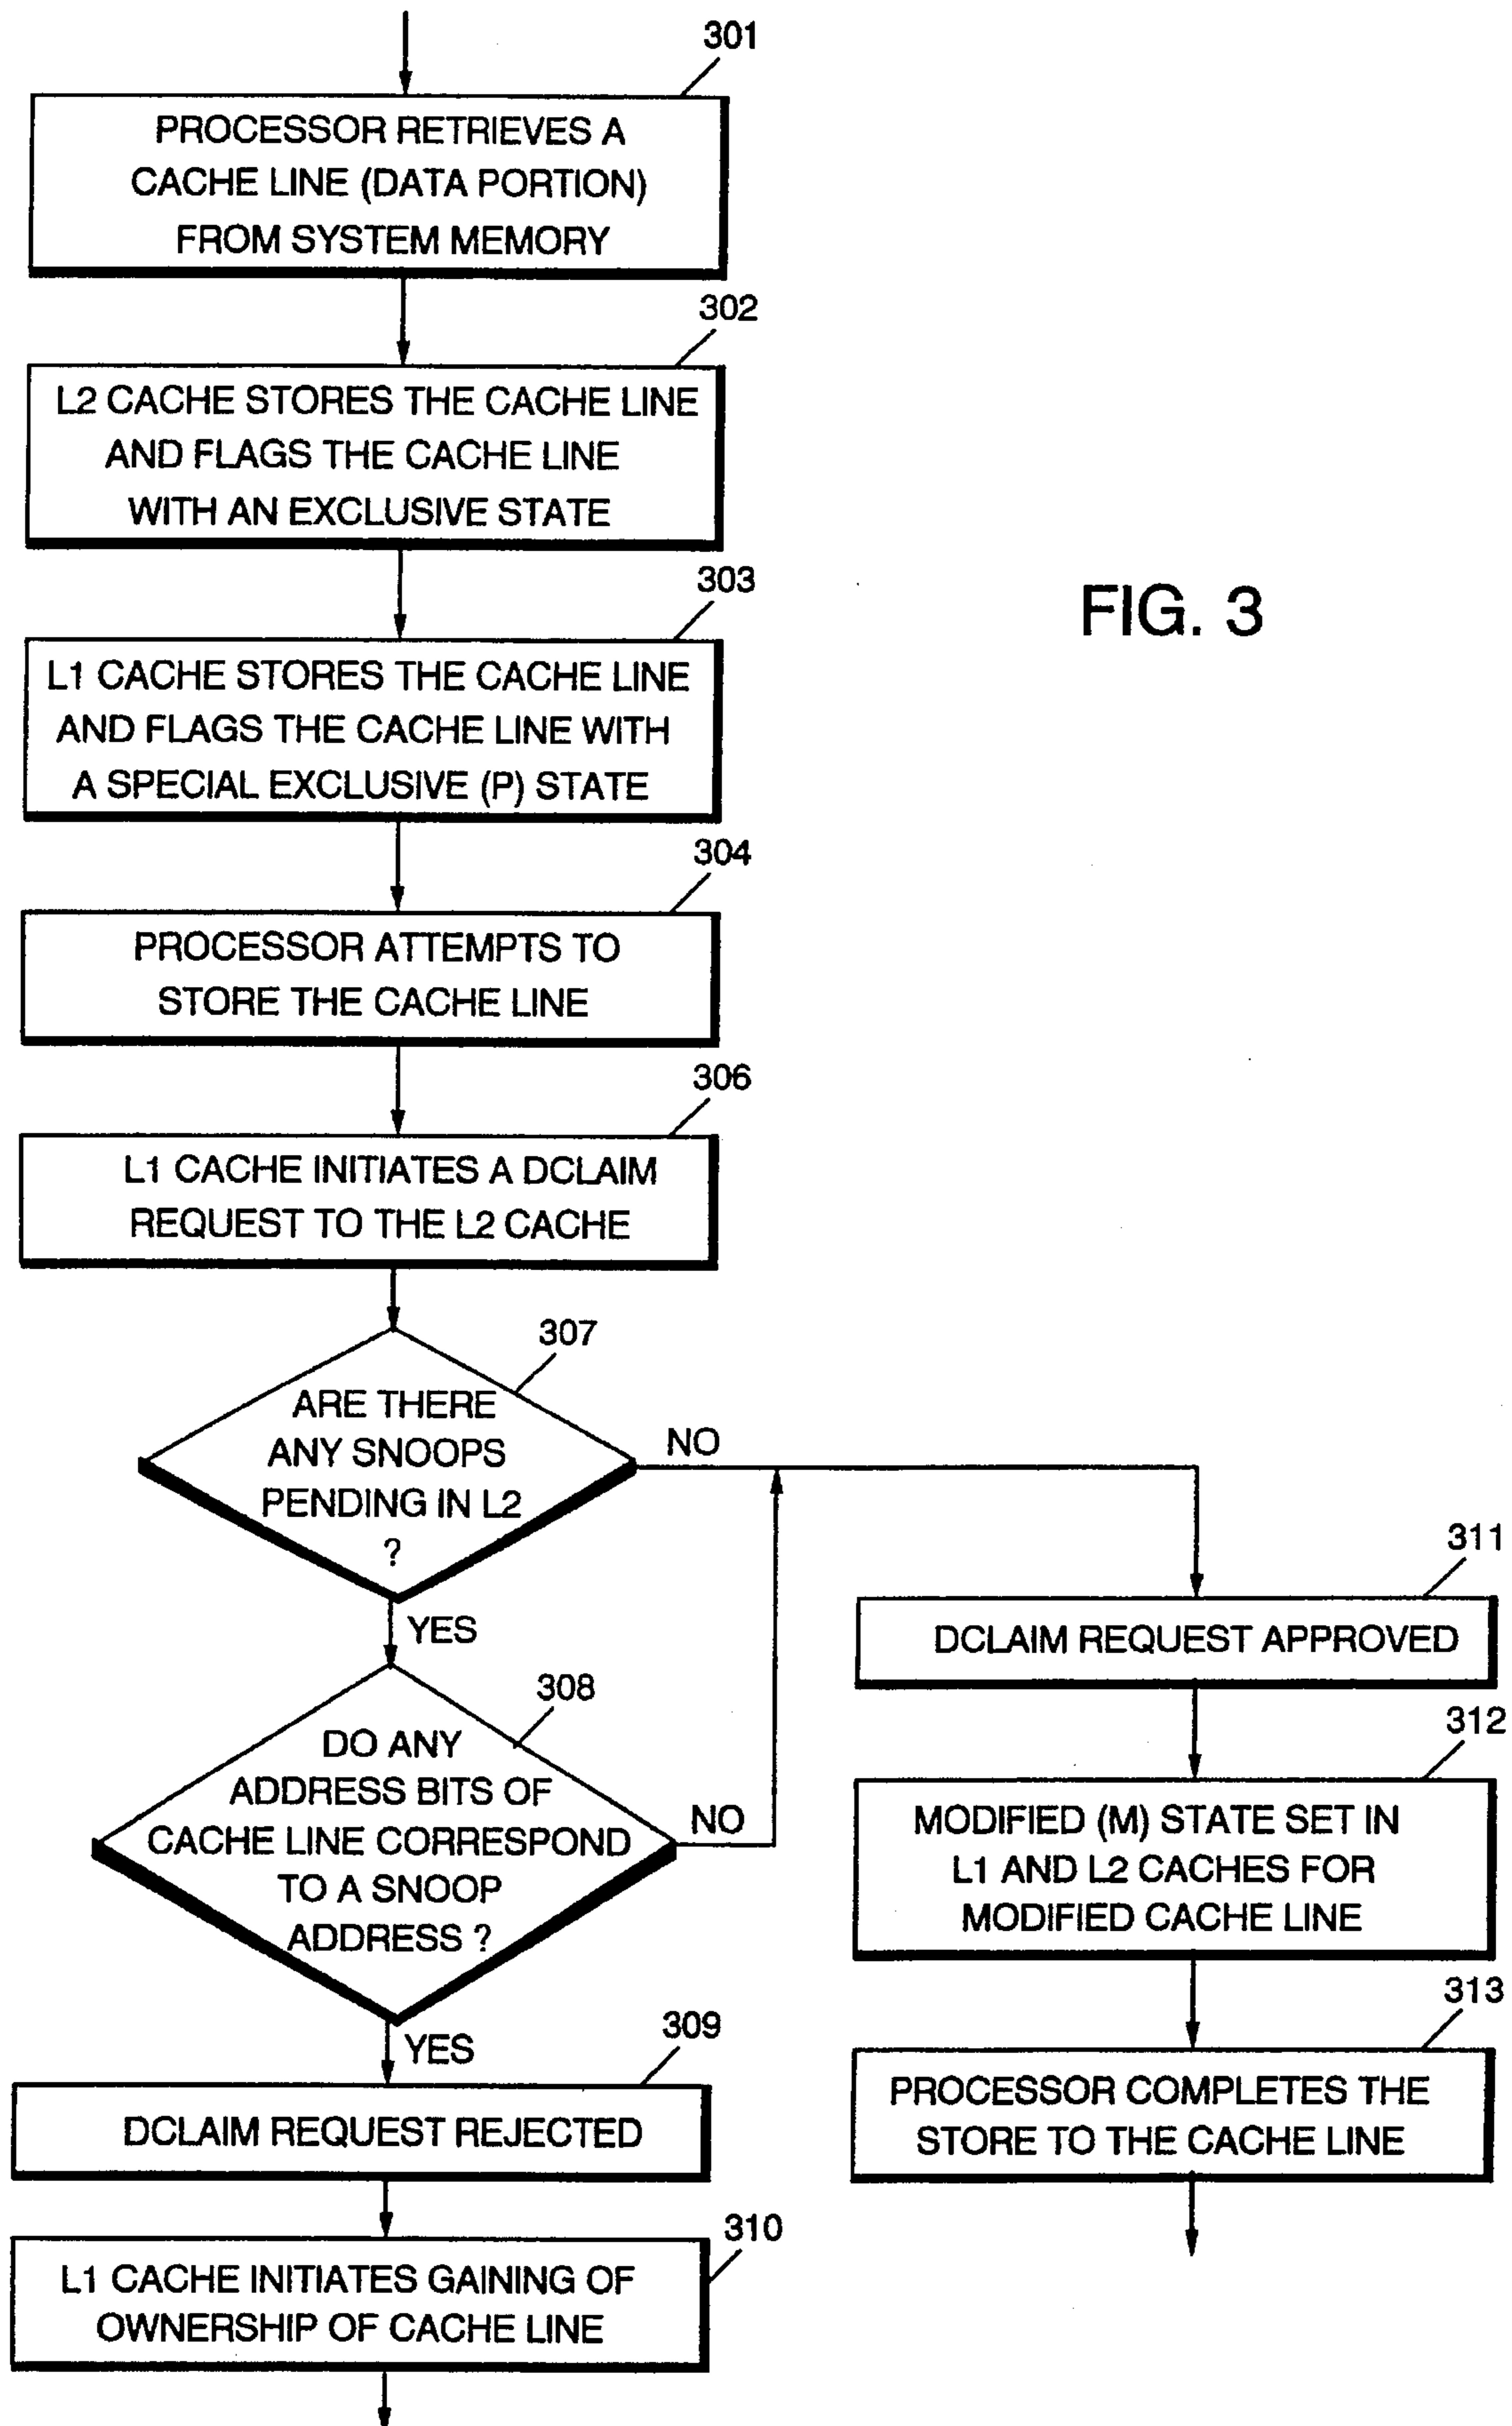 301
PROCESSOR RETRIEVES A
CACHE LINE (DATA PORTION)
FROM SYSTEM MEMORY
302
L2 CACHE STORES THE CACHE LINE
AND FLAGS THE CACHE LINE
WITH AN EXCLUSIVE STATE
303
L1 CACHE STORES THE CACHE LINE
AND FLAGS THE CACHE LINE WITH
A SPECIAL EXCLUSIVE (P) STATE
FIG. 3
304
PROCESSOR ATTEMPTS TO
STORE THE CACHE LINE
306
L1 CACHE INITIATES A DCLAIM
REQUEST TO THE L2 CACHE
307
ARE THERE
ANY SNOOPS
PENDING IN L2
?
NO
YES
308
DO ANY
ADDRESS BITS OF
CACHE LINE CORRESPOND
TO A SNOOP
ADDRESS ?
NO
YES
309
DCLAIM REQUEST REJECTED
310
L1 CACHE INITIATES GAINING OF
OWNERSHIP OF CACHE LINE
311
DCLAIM REQUEST APPROVED
312
MODIFIED (M) STATE SET IN
L1 AND L2 CACHES FOR
MODIFIED CACHE LINE
313
PROCESSOR COMPLETES THE
STORE TO THE CACHE LINE